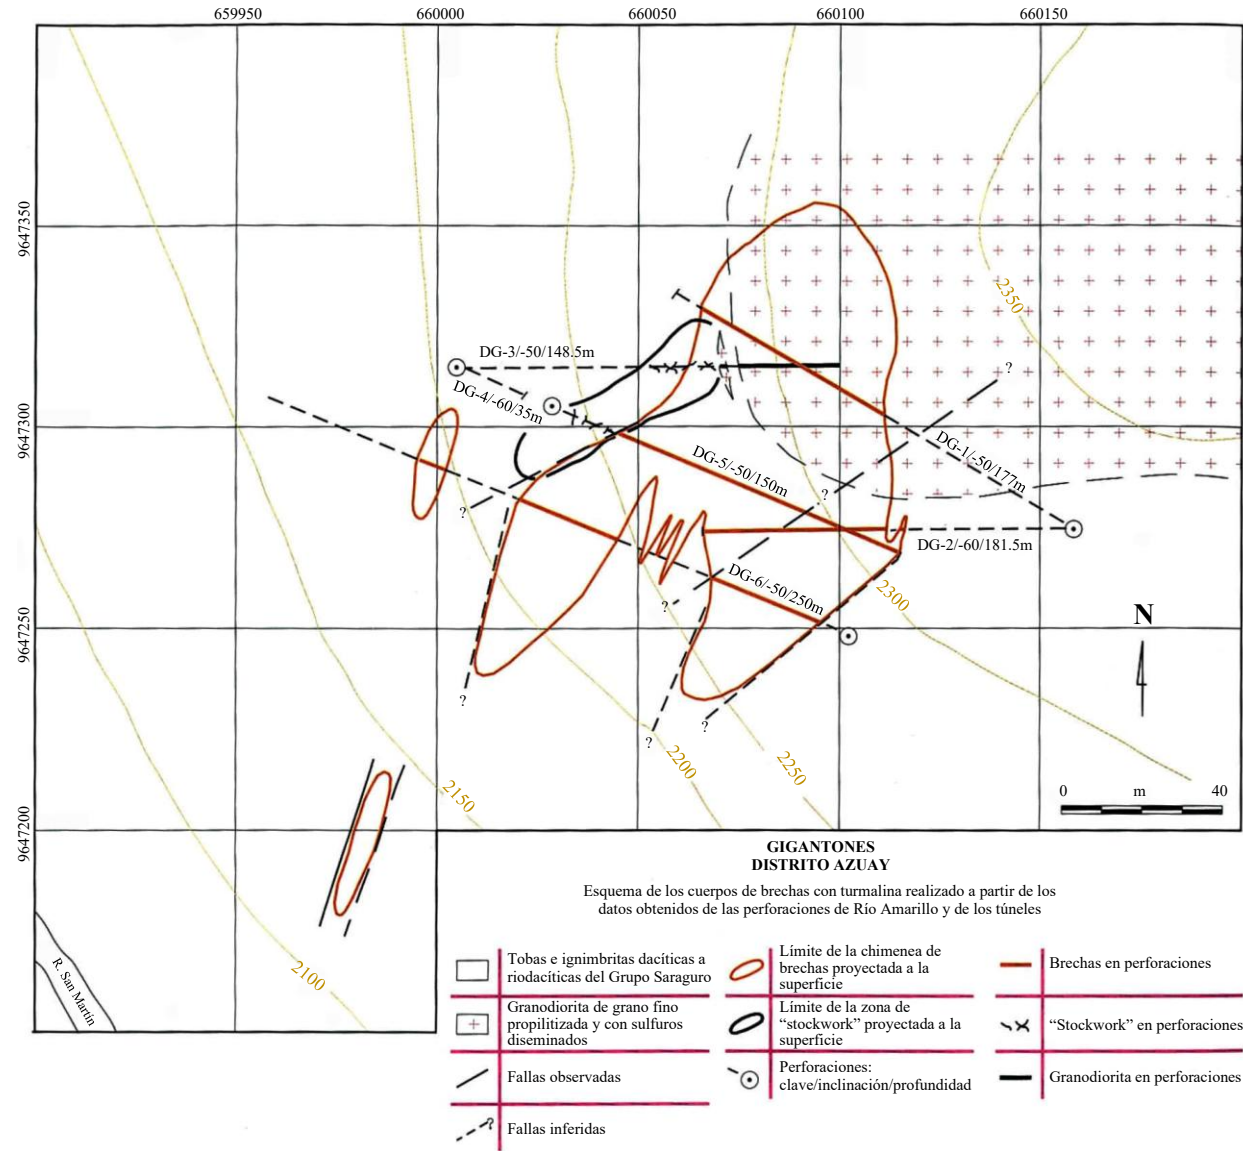 659950
660000
660050
660100
660150
9647350
9647300
9647250
9647200
2350
2300
2250
2200
2150
2100
DG-3/-50/148.5m
DG-4/-60/35m
DG-5/-50/150m
DG-1/-50/177m
DG-2/-60/181.5m
DG-6/-50/250m
?
?
?
?
?
?
?
N
0 m 40
R. San Martín
GIGANTONES
DISTRITO AZUAY
Esquema de los cuerpos de brechas con turmalina realizado a partir de los
datos obtenidos de las perforaciones de Río Amarillo y de los túneles
Tobas e ignimbritas dacíticas a
riodacíticas del Grupo Saraguro
Granodiorita de grano fino
propilitizada y con sulfuros
diseminados
Fallas observadas
?
Fallas inferidas
Límite de la chimenea de
brechas proyectada a la
superficie
Limite de la zona de
“stockwork” proyectada a la
superficie
Perforaciones:
clave/inclinación/profundidad
Brechas en perforaciones
“Stockwork” en perforaciones
Granodiorita en perforaciones